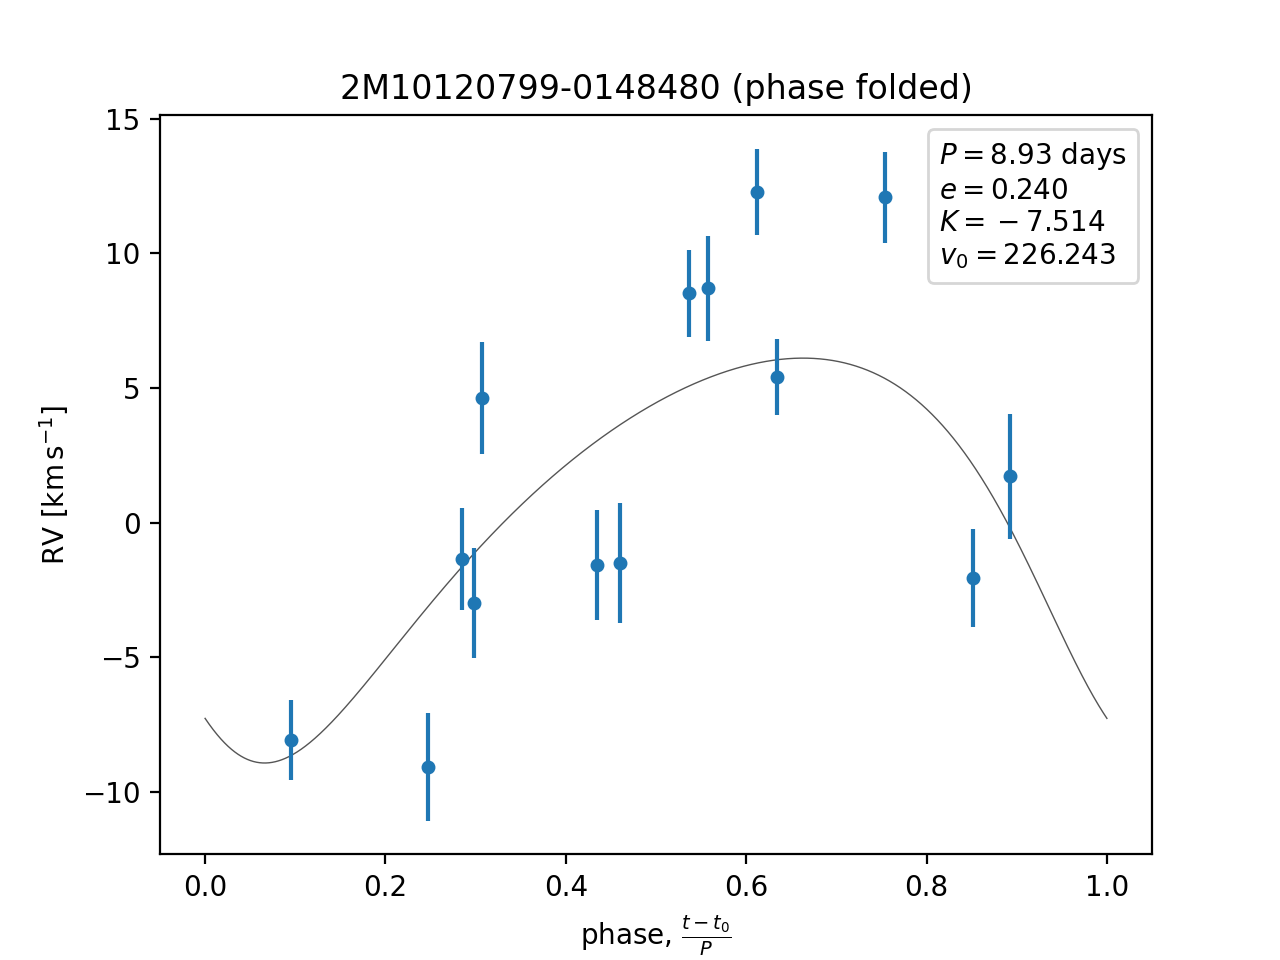 2M10120799-0148480 (phase folded)
P = 8.93 days
e = 0.240
K = −7.514
v₀ = 226.243
15
10
5
0
−5
−10
RV [km s⁻¹]
0.0 0.2 0.4 0.6 0.8 1.0
phase, (t − t₀)/P